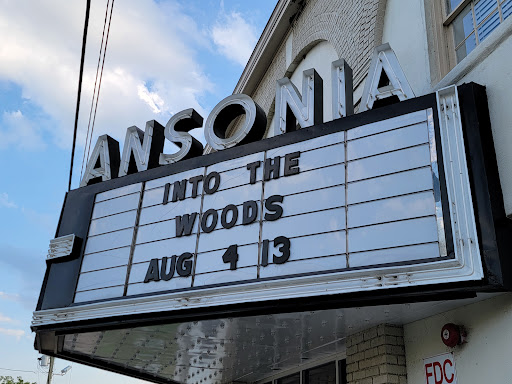 ANSONIA
INTO THE
WOODS
AUG 4 13
FDC